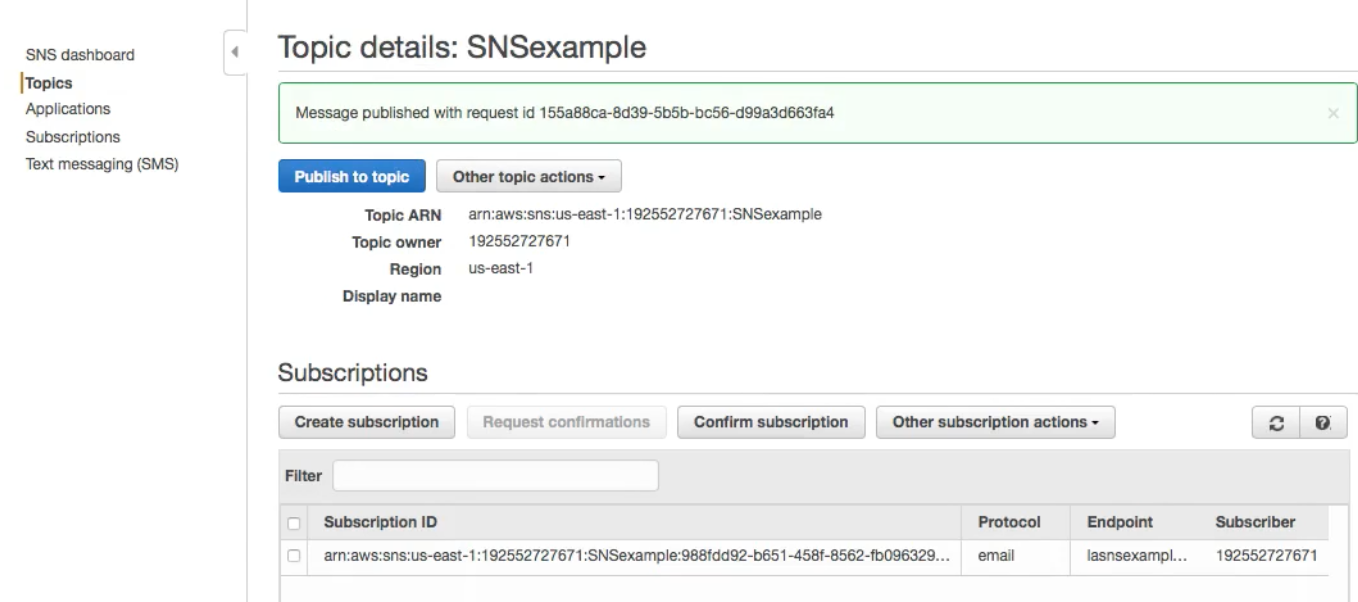 SNS dashboard
Topics
Applications
Subscriptions
Text messaging (SMS)
Topic details: SNSexample
Message published with request id 155a88ca-8d39-5b5b-bc56-d99a3d663fa4
×
Publish to topic
Other topic actions
Topic ARN arn:aws:sns:us-east-1:192552727671:SNSexample
Topic owner 192552727671
Region us-east-1
Display name
Subscriptions
Create subscription Request confirmations Confirm subscription Other subscription actions
Filter
Subscription ID Protocol Endpoint Subscriber
arn:aws:sns:us-east-1:192552727671:SNSexample:988fdd92-b651-458f-8562-fb096329... email lasnsexampl... 192552727671